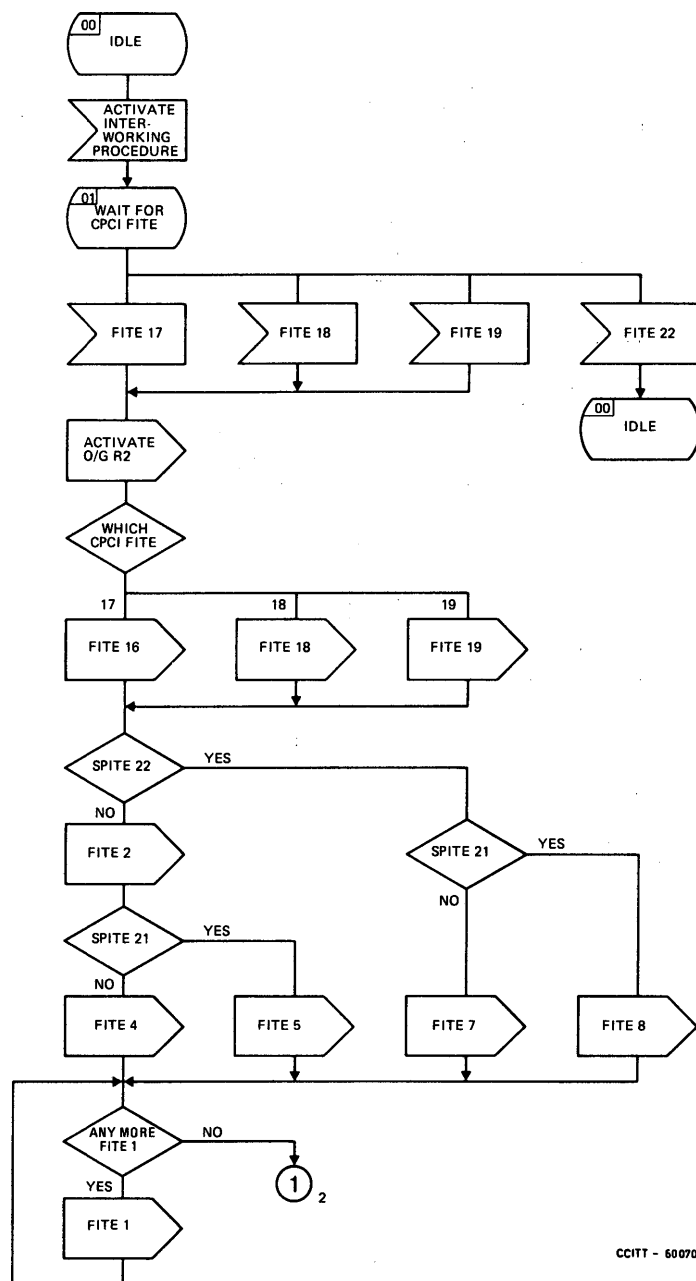 00
IDLE
ACTIVATE
INTER-
WORKING
PROCEDURE
01
WAIT FOR
CPCI FITE
FITE 17
FITE 18
FITE 19
FITE 22
00
IDLE
ACTIVATE
O/G R2
WHICH
CPCI FITE
17
18
19
FITE 16
FITE 18
FITE 19
SPITE 22
YES
NO
FITE 2
SPITE 21
YES
NO
SPITE 21
YES
NO
FITE 4
FITE 5
FITE 7
FITE 8
ANY MORE
FITE 1
NO
1
2
YES
FITE 1
CCITT - 60070